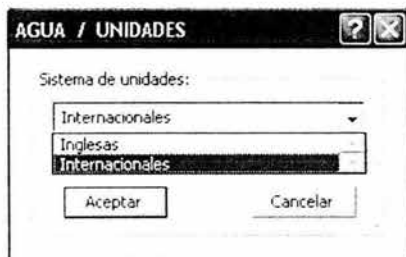 AGUA / UNIDADES
Sistema de unidades:
Internacionales
Inglesas
Internacionales
Aceptar
Cancelar